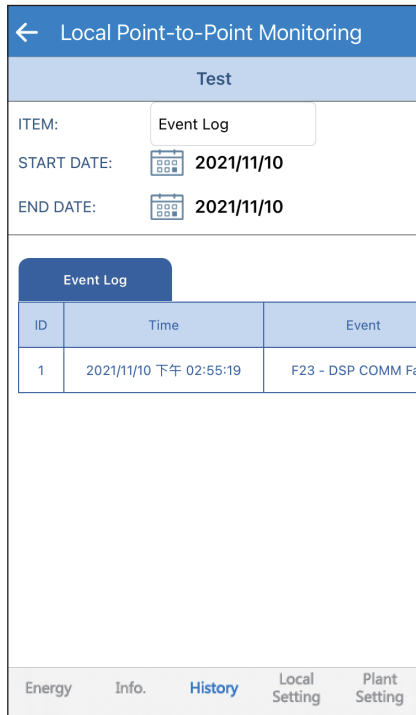 Local Point-to-Point Monitoring
Test
ITEM: Event Log
START DATE: 2021/11/10
END DATE: 2021/11/10
Event Log
ID Time Event
1 2021/11/10 下午 02:55:19 F23 - DSP COMM
Energy Info. History Local Setting Plant Setting